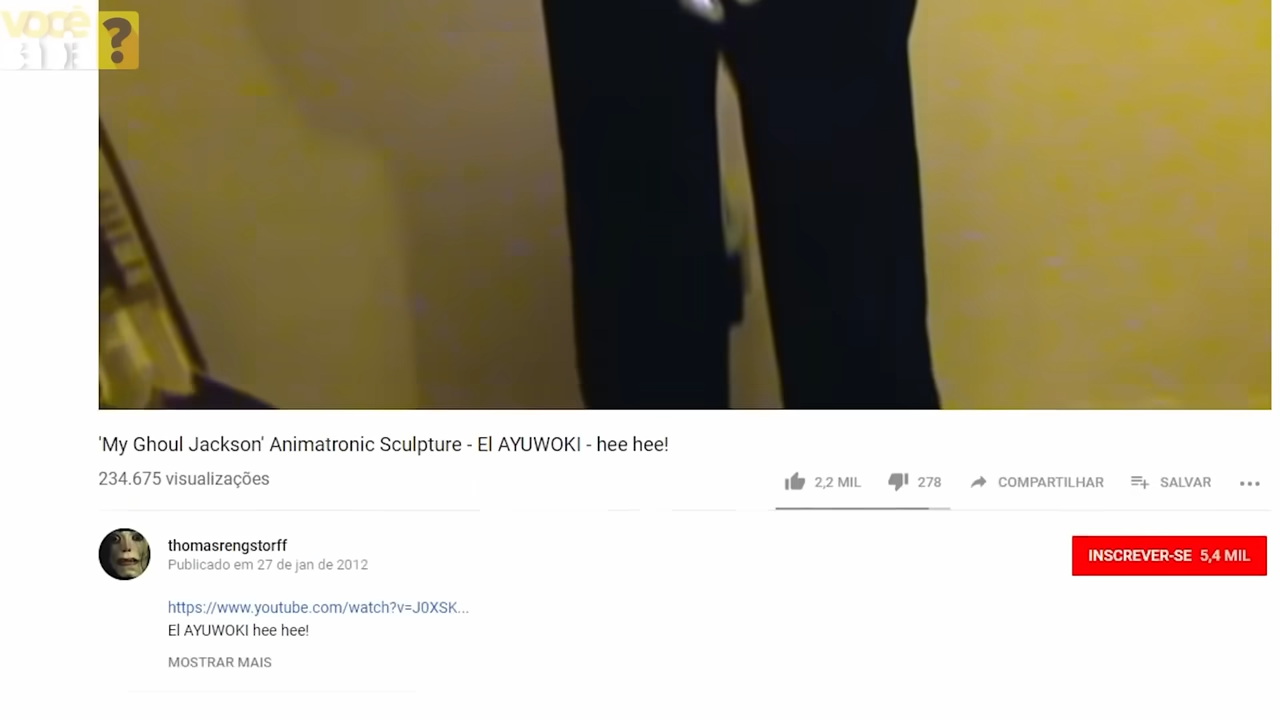 você
?
'My Ghoul Jackson' Animatronic Sculpture - El AYUWOKI - hee hee!
234.675 visualizações
2,2 MIL
278
COMPARTILHAR
SALVAR
thomasrengstorff
Publicado em 27 de jan de 2012
INSCREVER-SE 5,4 MIL
https://www.youtube.com/watch?v=J0XSK...
El AYUWOKI hee hee!
MOSTRAR MAIS